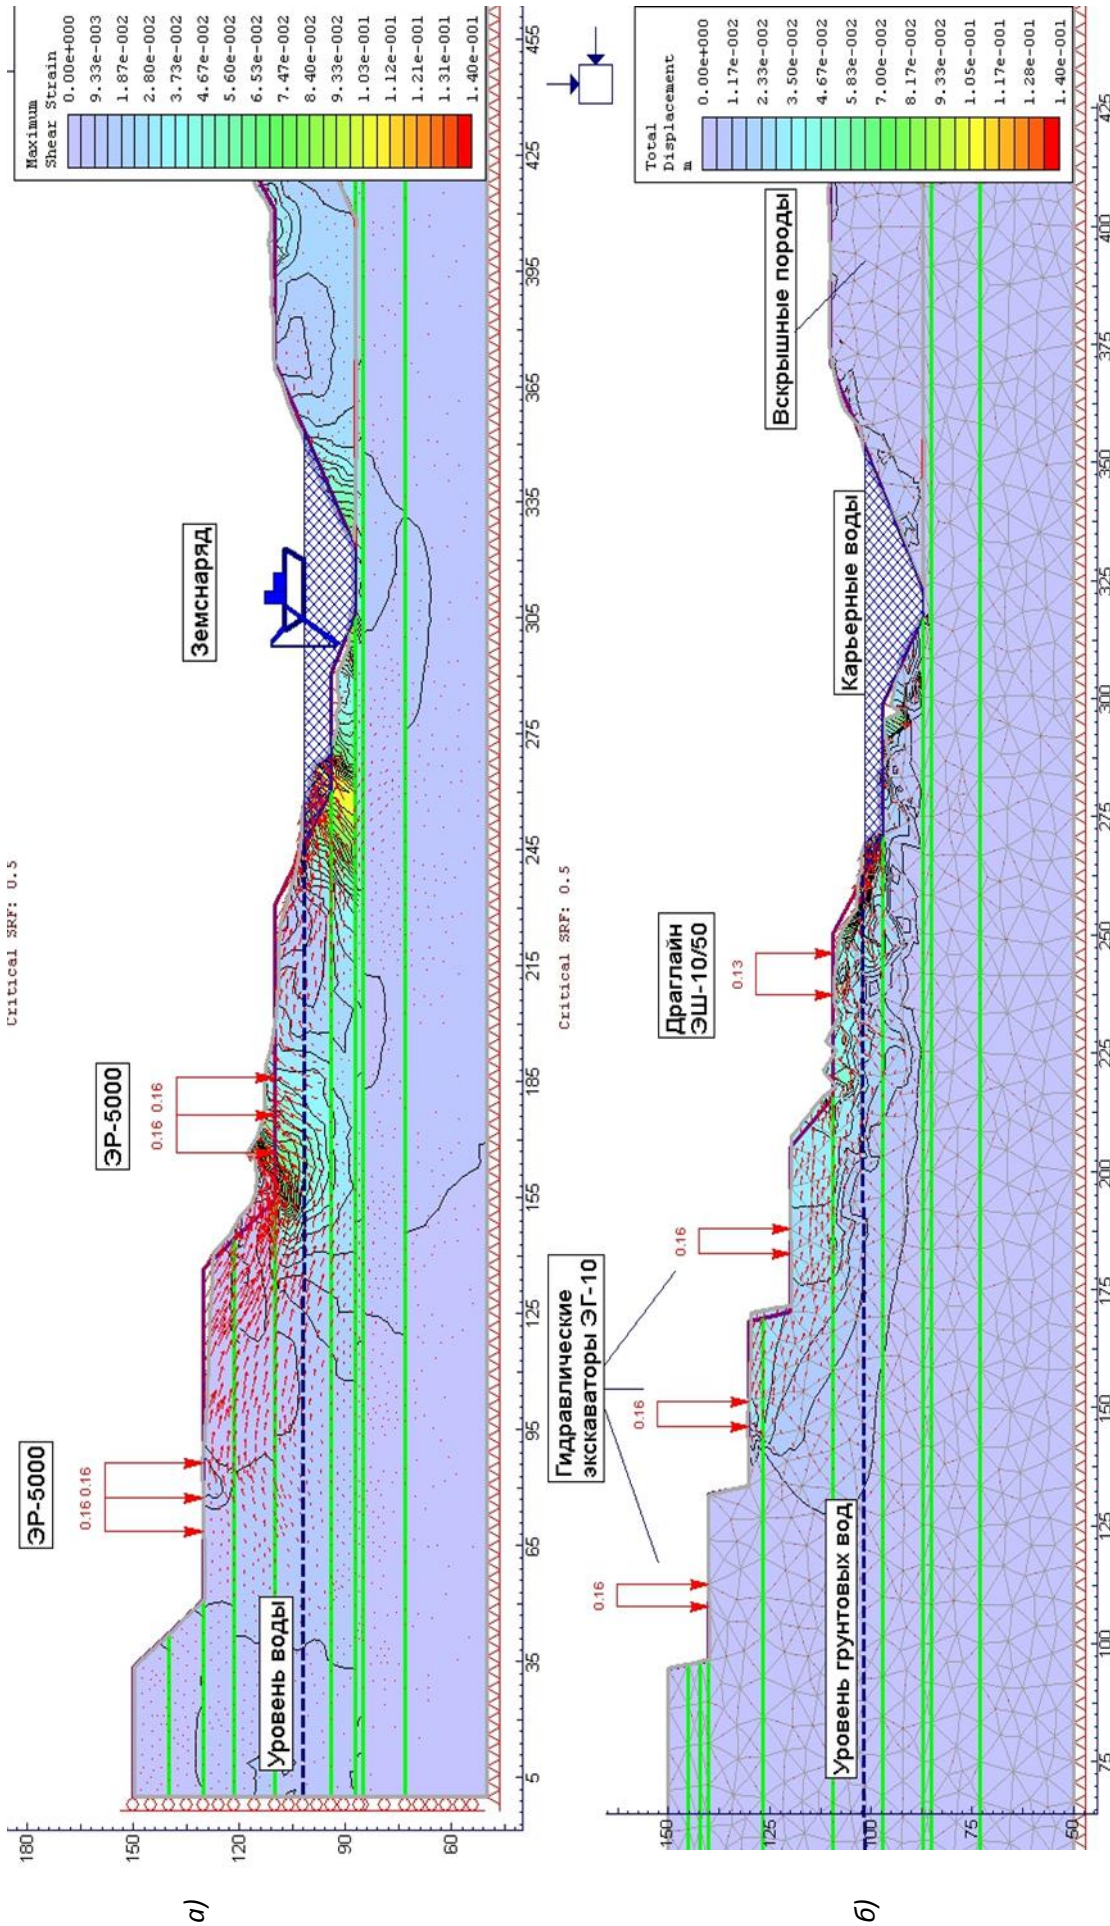 а)
Critical SRF: 0.5
Maximum
Shear Strain
0.00e+000
9.33e-003
1.87e-002
2.80e-002
3.73e-002
4.67e-002
5.60e-002
6.53e-002
7.47e-002
8.40e-002
9.33e-002
1.03e-001
1.12e-001
1.21e-001
1.31e-001
1.40e-001
ЭР-5000
0.16 0.16
ЭР-5000
0.16 0.16
Земснаряд
Уровень воды
180
150
120
90
60
5
35
65
95
125
155
185
215
245
275
305
335
365
395
425
455
б)
Critical SRF: 0.5
Total
Displacement
m
0.00e+000
1.17e-002
2.33e-002
3.50e-002
4.67e-002
5.83e-002
7.00e-002
8.17e-002
9.33e-002
1.05e-001
1.17e-001
1.28e-001
1.40e-001
Гидравлические
экскаваторы ЭГ-10
0.16
0.16
0.16
Драглайн
ЭШ-10/50
0.13
Карьерные воды
Вскрышные породы
Уровень грунтовых вод
150
125
100
75
50
75
100
125
150
175
200
225
250
275
300
325
350
375
400
425